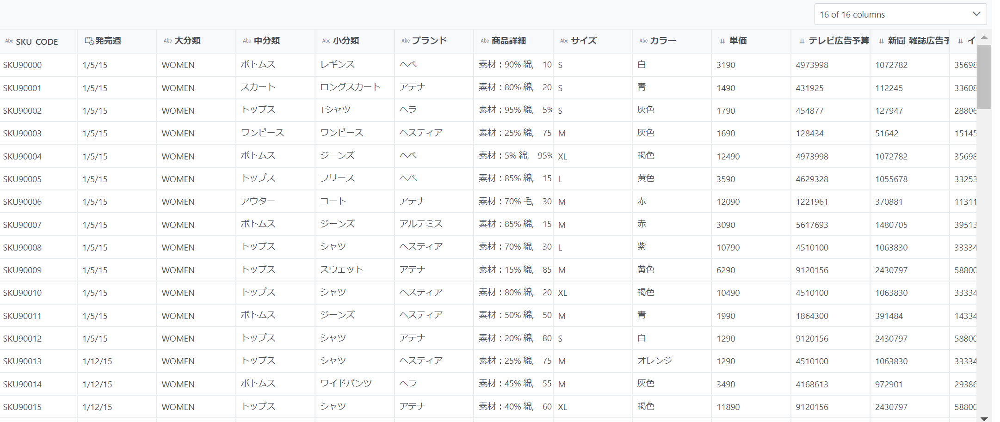 16 of 16 columns
Abc SKU_CODE 発売週 Abc 大分類 Abc 中分類 Abc 小分類 Abc ブランド Abc 商品詳細 Abc サイズ Abc カラー # 単価 # テレビ広告予算 # 新聞_雑誌広告予 # イ
SKU90000 1/5/15 WOMEN ボトムス レギンス ヘベ 素材：90% 綿, 10 S 白 3190 4973998 1072782 35698
SKU90001 1/5/15 WOMEN スカート ロングスカート アテナ 素材：80% 綿, 20 S 青 1490 431925 112245 33608
SKU90002 1/5/15 WOMEN トップス Tシャツ ヘラ 素材：95% 綿, 5% S 灰色 1790 454877 127947 28806
SKU90003 1/5/15 WOMEN ワンピース ワンピース ヘスティア 素材：25% 綿, 75 M 灰色 1690 128434 51642 15145
SKU90004 1/5/15 WOMEN ボトムス ジーンズ ヘベ 素材：5% 綿, 95% XL 褐色 12490 4973998 1072782 35698
SKU90005 1/5/15 WOMEN トップス フリース ヘベ 素材：85% 綿, 15 L 黄色 3590 4629328 1055678 33253
SKU90006 1/5/15 WOMEN アウター コート アテナ 素材：70% 毛, 30 M 赤 12090 1221961 370881 11311
SKU90007 1/5/15 WOMEN ボトムス ジーンズ アルテミス 素材：85% 綿, 15 M 赤 3090 5617693 1480705 39513
SKU90008 1/5/15 WOMEN トップス シャツ ヘスティア 素材：70% 綿, 30 L 紫 10790 4510100 1063830 33334
SKU90009 1/5/15 WOMEN トップス スウェット アテナ 素材：15% 綿, 85 M 黄色 6290 9120156 2430797 58800
SKU90010 1/5/15 WOMEN トップス シャツ ヘスティア 素材：80% 綿, 20 XL 褐色 10490 4510100 1063830 33334
SKU90011 1/5/15 WOMEN ボトムス ジーンズ ヘスティア 素材：50% 綿, 50 M 青 1990 1864300 391484 14334
SKU90012 1/5/15 WOMEN トップス シャツ アテナ 素材：20% 綿, 80 S 白 1290 9120156 2430797 58800
SKU90013 1/12/15 WOMEN トップス シャツ ヘスティア 素材：25% 綿, 75 M オレンジ 1290 4510100 1063830 33334
SKU90014 1/12/15 WOMEN ボトムス ワイドパンツ ヘラ 素材：45% 綿, 55 M 灰色 3490 4168613 972901 29386
SKU90015 1/12/15 WOMEN トップス シャツ アテナ 素材：40% 綿, 60 XL 褐色 11890 9120156 2430797 58800